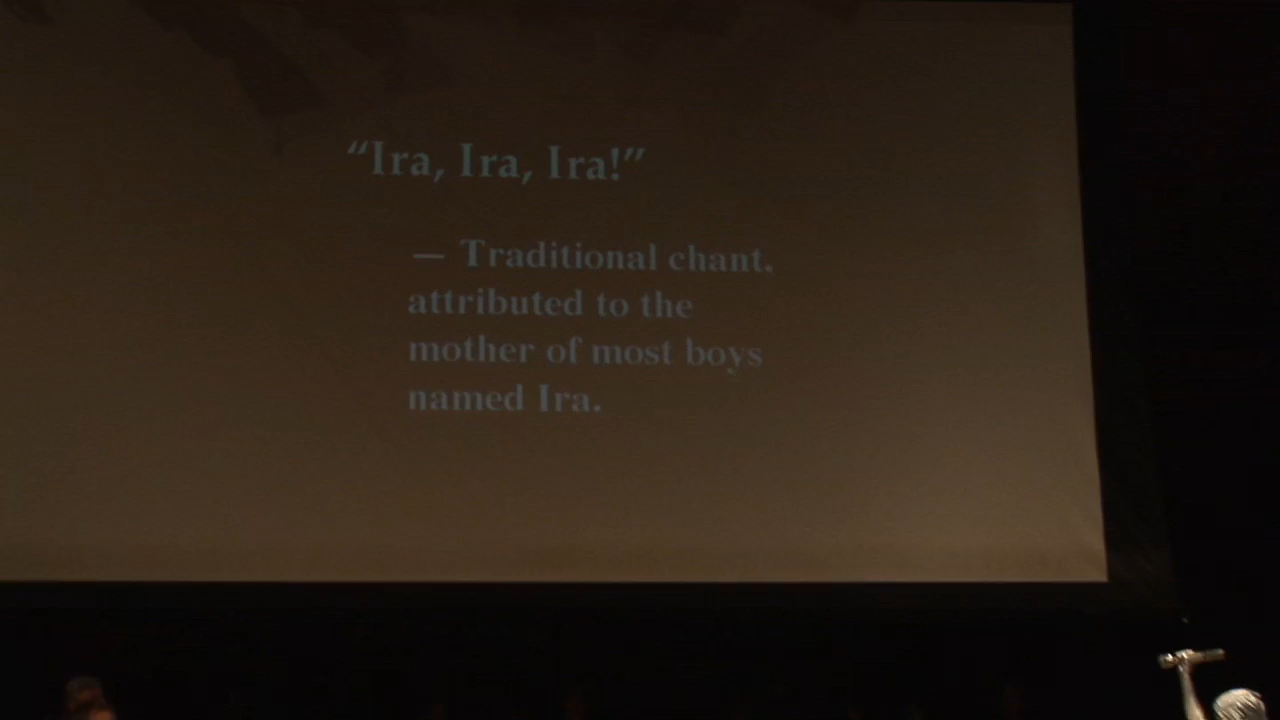 “Ira, Ira, Ira!”
— Traditional chant,
attributed to the
mother of most boys
named Ira.